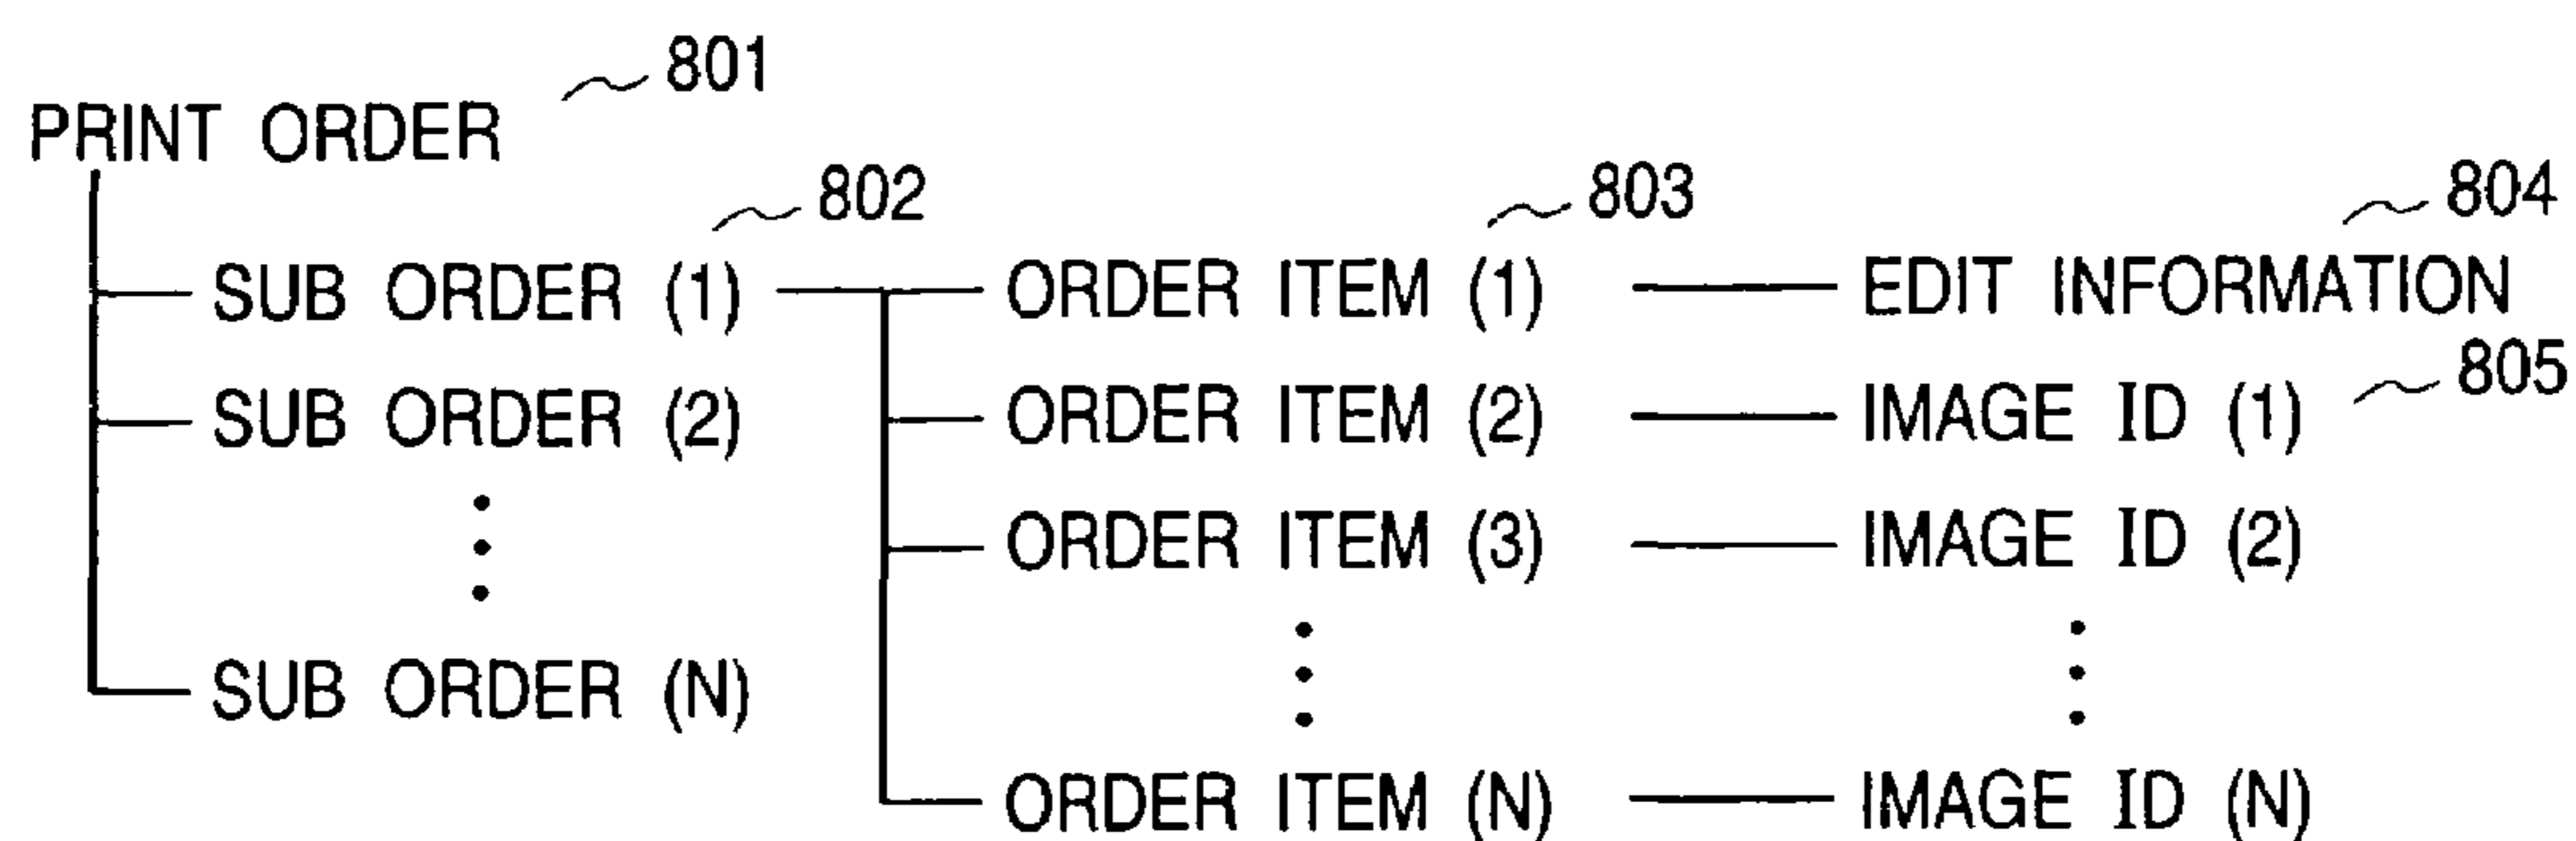 801
PRINT ORDER
802 803 804
SUB ORDER (1) ORDER ITEM (1) EDIT INFORMATION
805
SUB ORDER (2) ORDER ITEM (2) IMAGE ID (1)
ORDER ITEM (3) IMAGE ID (2)
SUB ORDER (N)
ORDER ITEM (N) IMAGE ID (N)